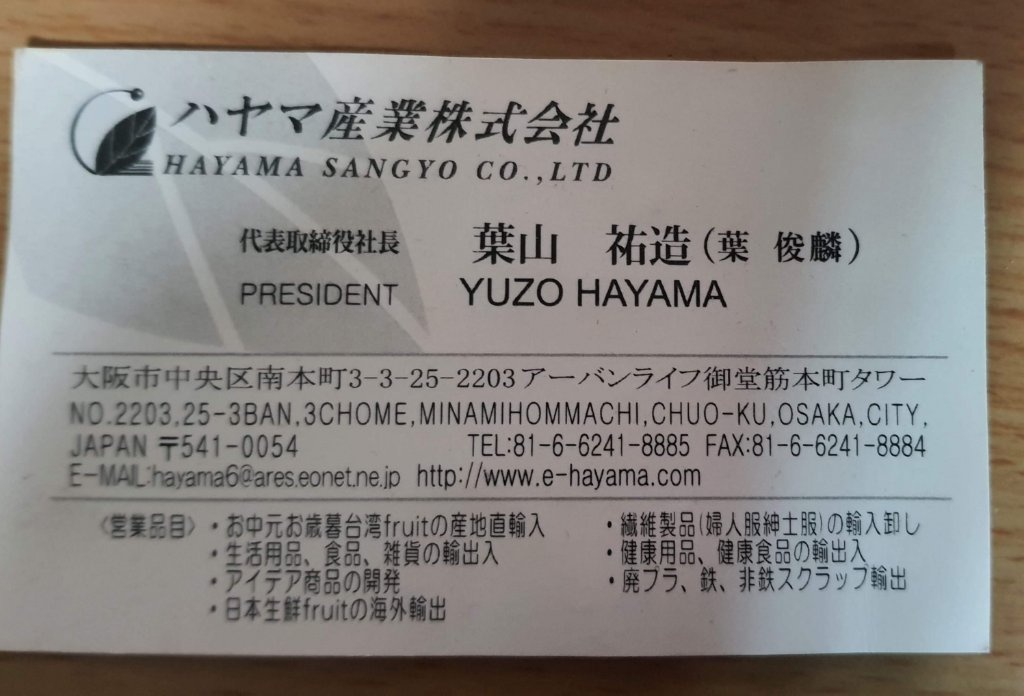 ハヤマ産業株式会社
HAYAMA SANGYO CO.,LTD
代表取締役社長 葉山 祐造(葉 俊麟)
PRESIDENT YUZO HAYAMA
大阪市中央区南本町3-3-25-2203アーバンライフ御堂筋本町タワー
NO.2203,25-3BAN,3CHOME,MINAMIHOMMACHI,CHUO-KU,OSAKA,CITY,
JAPAN 〒541-0054 TEL:81-6-6241-8885 FAX:81-6-6241-8884
E-MAIL:hayama6@ares.eonet.ne.jp http://www.e-hayama.com
〈営業品目〉・お中元お歳暮台湾fruitの産地直輸入
・生活用品、食品、雑貨の輸出入
・アイデア商品の開発
・日本生鮮fruitの海外輸出
・繊維製品(婦人服紳士服)の輸入卸し
・健康用品、健康食品の輸出入
・廃プラ、鉄、非鉄スクラップ輸出